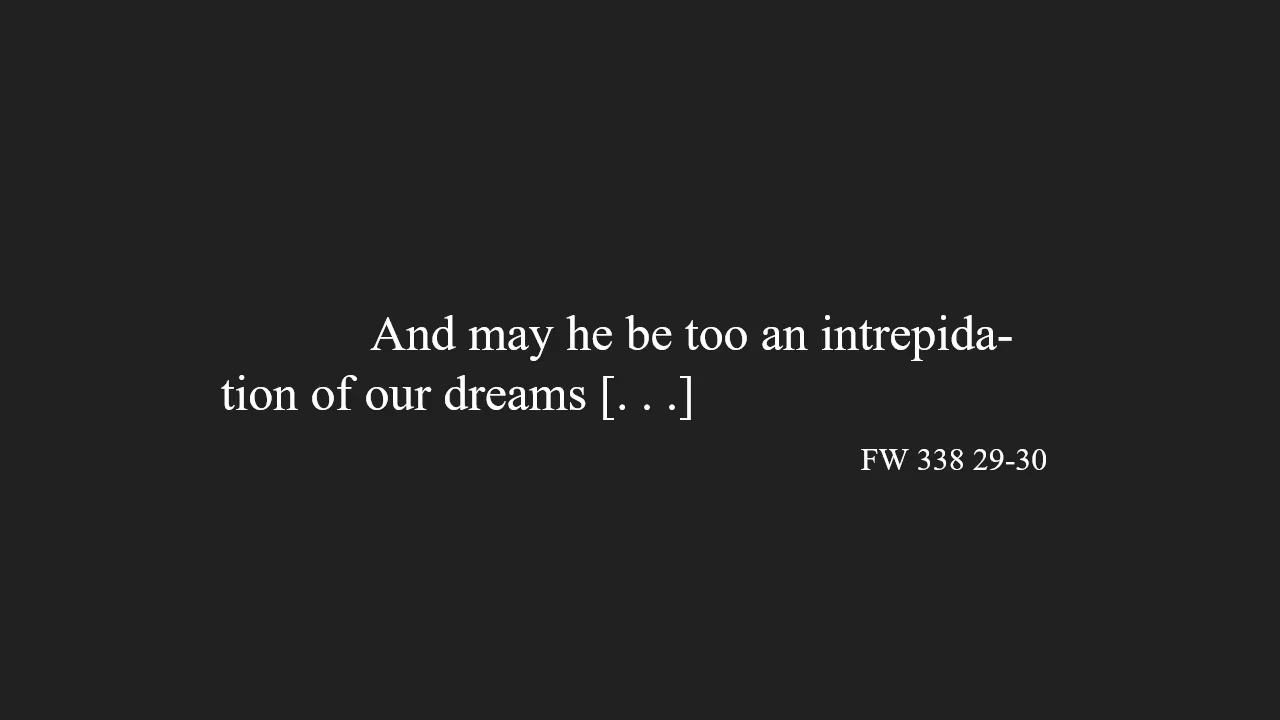 And may he be too an intrepida-
tion of our dreams [. . .]
FW 338 29-30